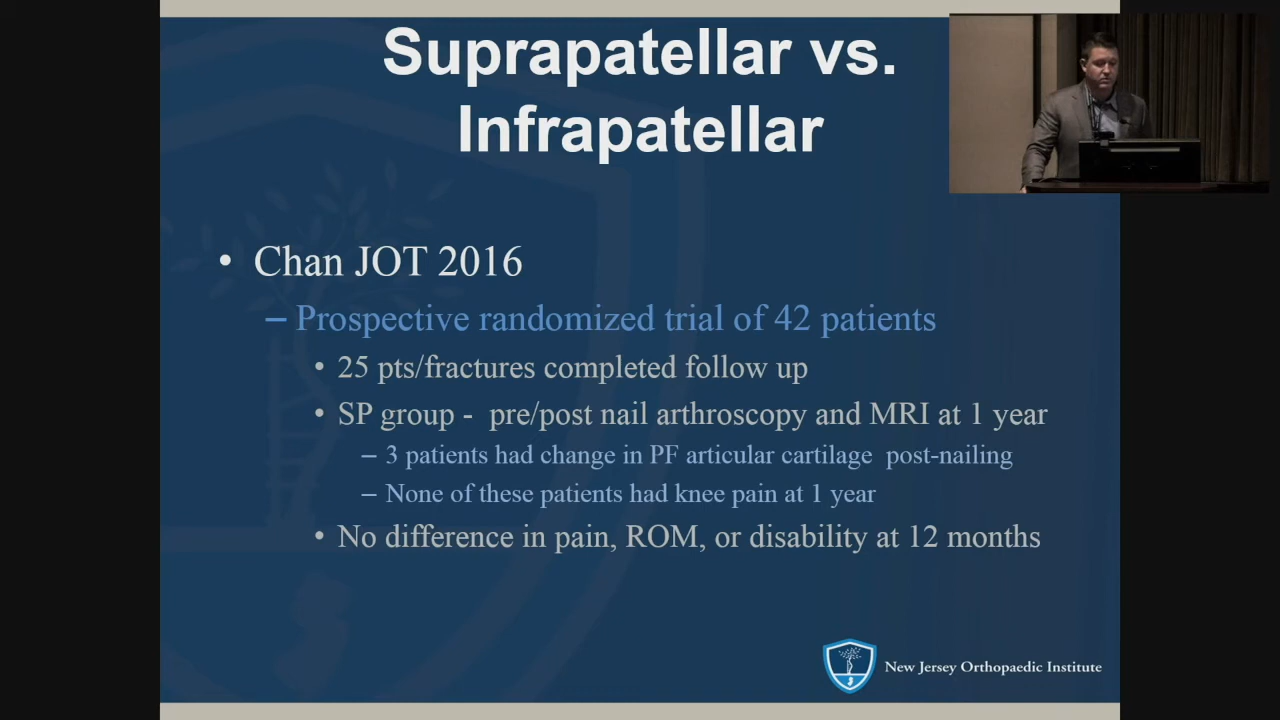 Suprapatellar vs.
Infrapatellar
• Chan JOT 2016
– Prospective randomized trial of 42 patients
• 25 pts/fractures completed follow up
• SP group - pre/post nail arthroscopy and MRI at 1 year
– 3 patients had change in PF articular cartilage post-nailing
– None of these patients had knee pain at 1 year
• No difference in pain, ROM, or disability at 12 months
New Jersey Orthopaedic Institute